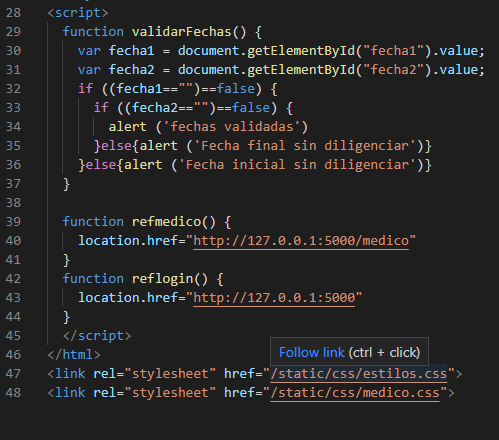 28 <script>
29 function validarFechas() {
30 var fecha1 = document.getElementById("fecha1").value;
31 var fecha2 = document.getElementById("fecha2").value;
32 if ((fecha1=="")==false) {
33 if ((fecha2=="")==false) {
34 alert ('fechas validadas')
35 }else{alert ('Fecha final sin diligenciar')}
36 }else{alert ('Fecha inicial sin diligenciar')}
37 }
38
39 function refmedico() {
40 location.href="http://127.0.0.1:5000/medico"
41 }
42 function reflogin() {
43 location.href="http://127.0.0.1:5000"
44 }
45 </script>
Follow link (ctrl + click)
46 </html>
47 <link rel="stylesheet" href="/static/css/estilos.css">
48 <link rel="stylesheet" href="/static/css/medico.css">